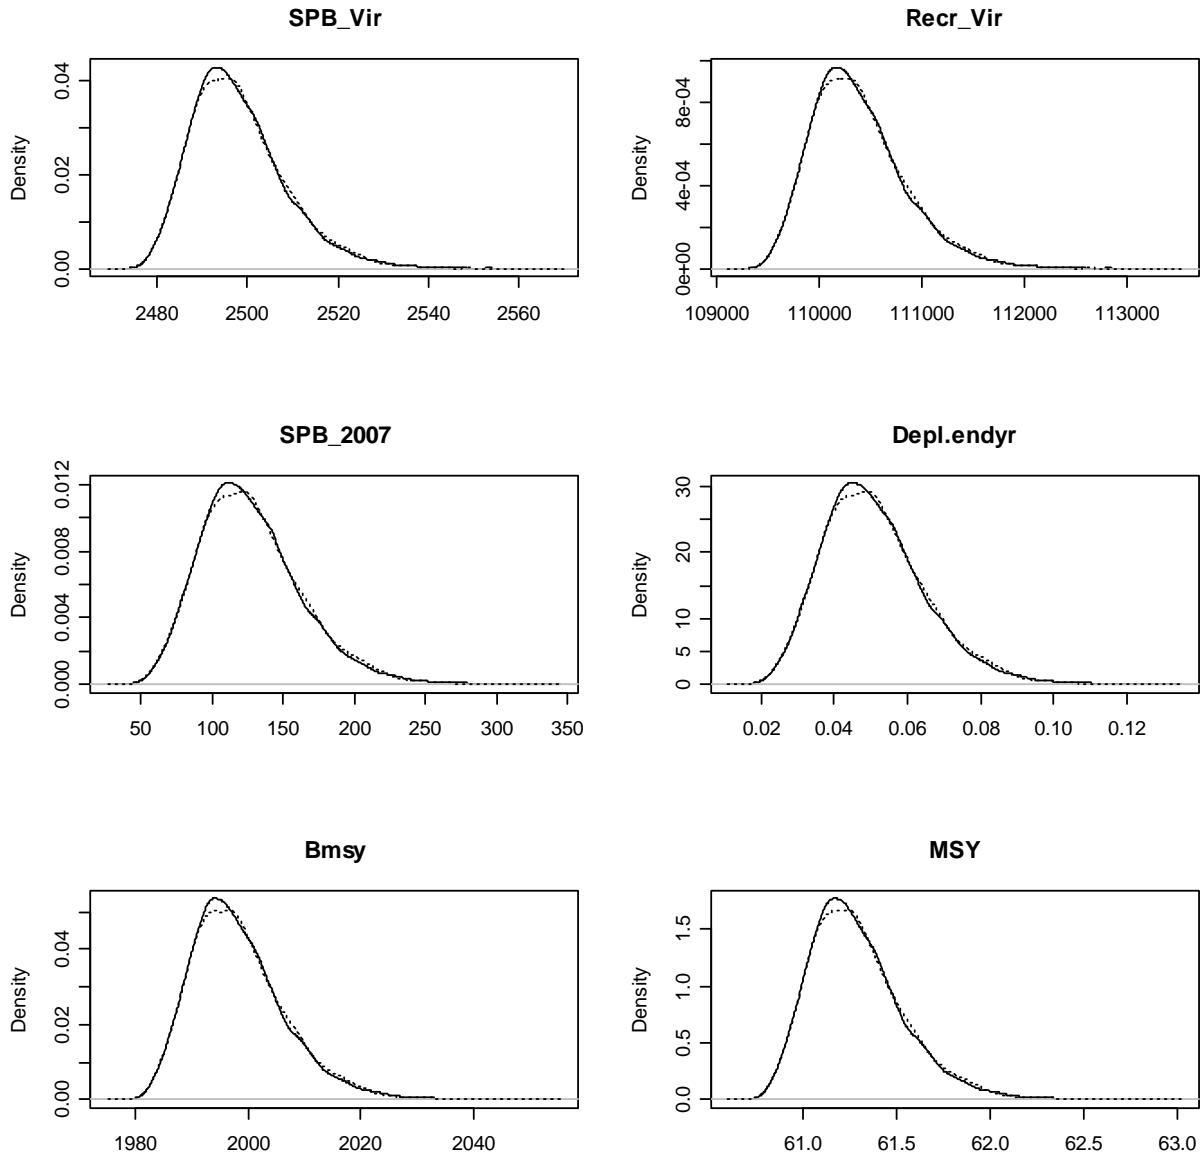 SPB_Vir
Recr_Vir
Density
0.00 0.02 0.04
2480 2500 2520 2540 2560
Density
0e+00 4e-04 8e-04
109000 110000 111000 112000 113000
SPB_2007
Depl.endyr
Density
0.000 0.004 0.008 0.012
50 100 150 200 250 300 350
Density
0 5 10 20 30
0.02 0.04 0.06 0.08 0.10 0.12
Bmsy
MSY
Density
0.00 0.02 0.04
1980 2000 2020 2040
Density
0.0 0.5 1.0 1.5
61.0 61.5 62.0 62.5 63.0